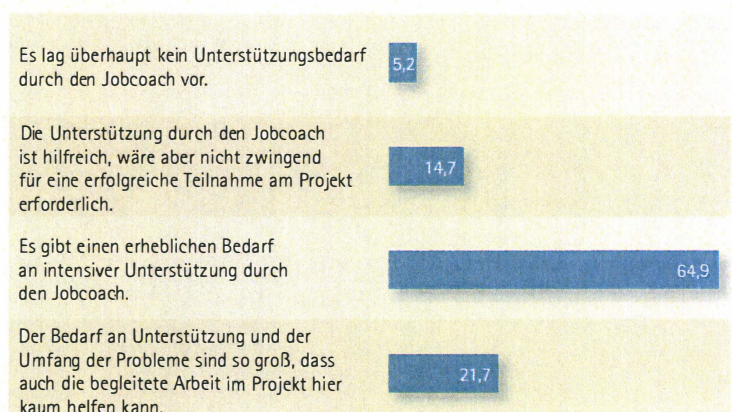 Es lag überhaupt kein Unterstützungsbedarf
durch den Jobcoach vor.
5,2
Die Unterstützung durch den Jobcoach
ist hilfreich, wäre aber nicht zwingend
für eine erfolgreiche Teilnahme am Projekt
erforderlich.
14,7
Es gibt einen erheblichen Bedarf
an intensiver Unterstützung durch
den Jobcoach.
64,9
Der Bedarf an Unterstützung und der
Umfang der Probleme sind so groß, dass
auch die begleitete Arbeit im Projekt hier
kaum helfen kann.
21,7